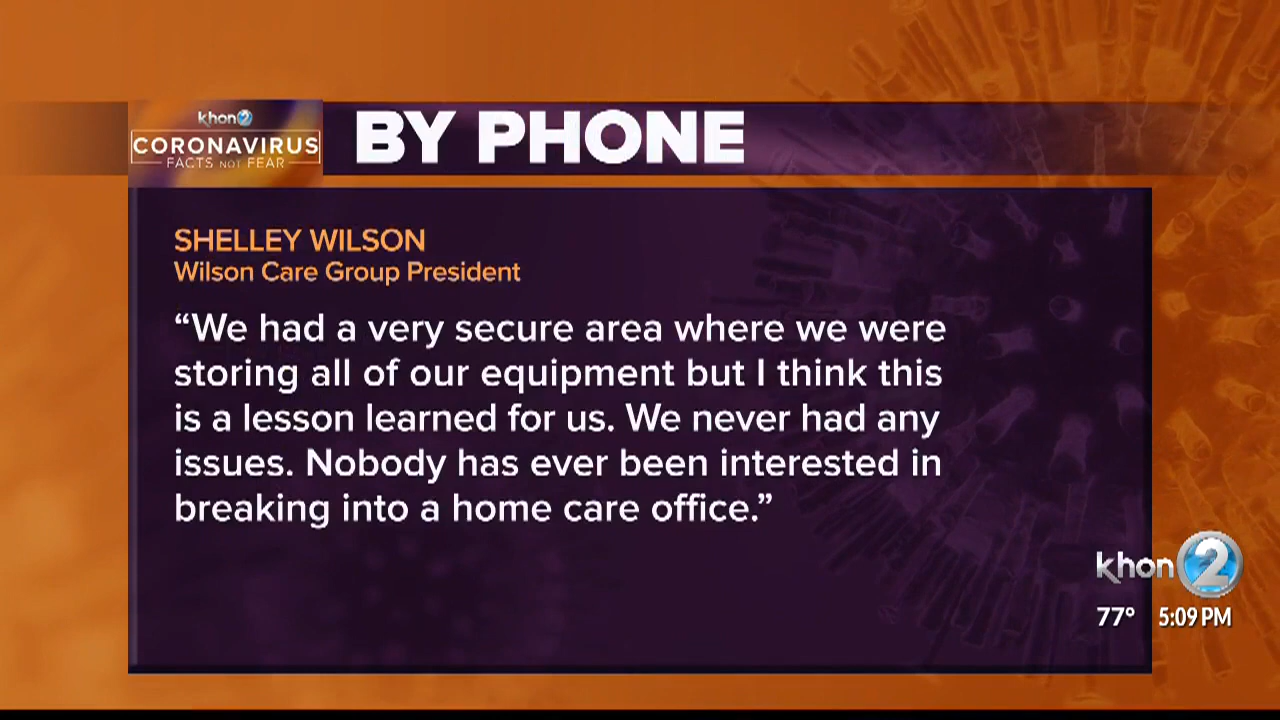 khon2
CORONAVIRUS
FACTS NOT FEAR
BY PHONE
SHELLEY WILSON
Wilson Care Group President
“We had a very secure area where we were
storing all of our equipment but I think this
is a lesson learned for us. We never had any
issues. Nobody has ever been interested in
breaking into a home care office.”
khon 2
77° 5:09 PM